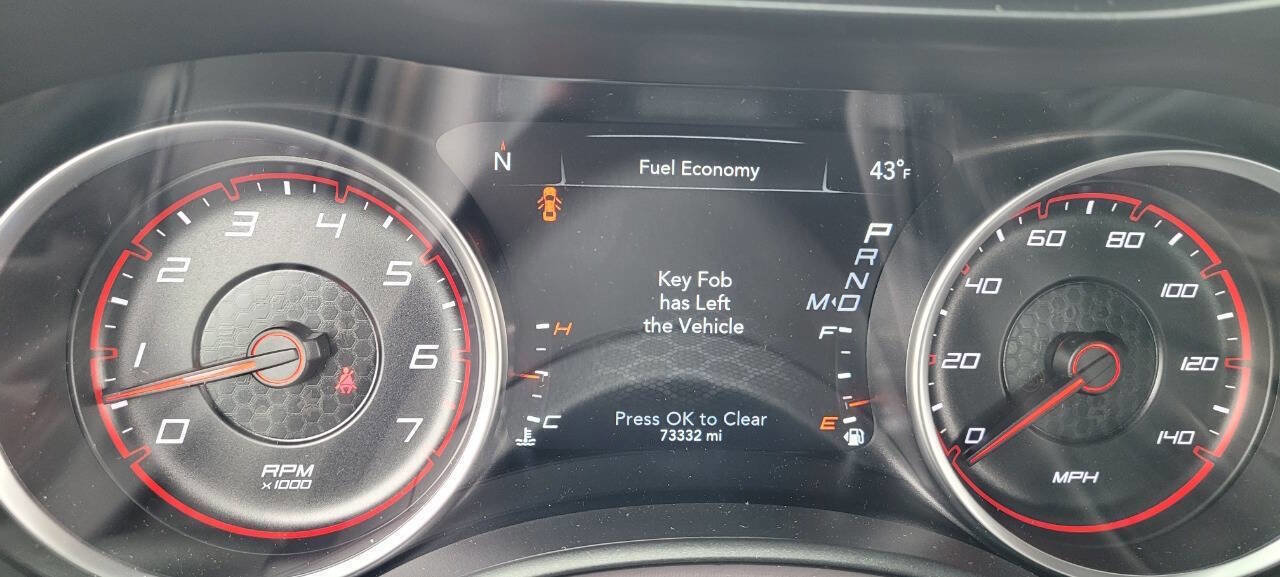 N
Fuel Economy
43°F
P
R
N
M◂D
Key Fob
has Left
the Vehicle
Press OK to Clear
73332 mi
H
C
F
E
0
1
2
3
4
5
6
7
RPM
x1000
0
20
40
60
80
100
120
140
MPH